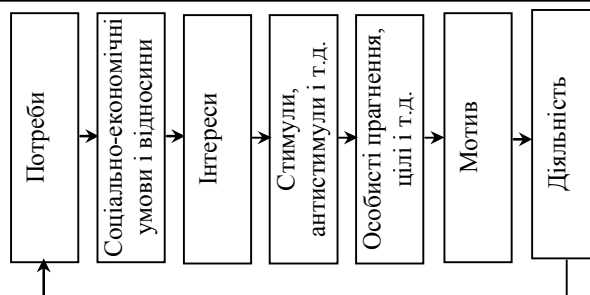 Потреби
Соціально-економічні
умови і відносини
Інтереси
Стимули,
антистимули і т.д.
Особисті прагнення,
цілі і т.д.
Мотив
Діяльність